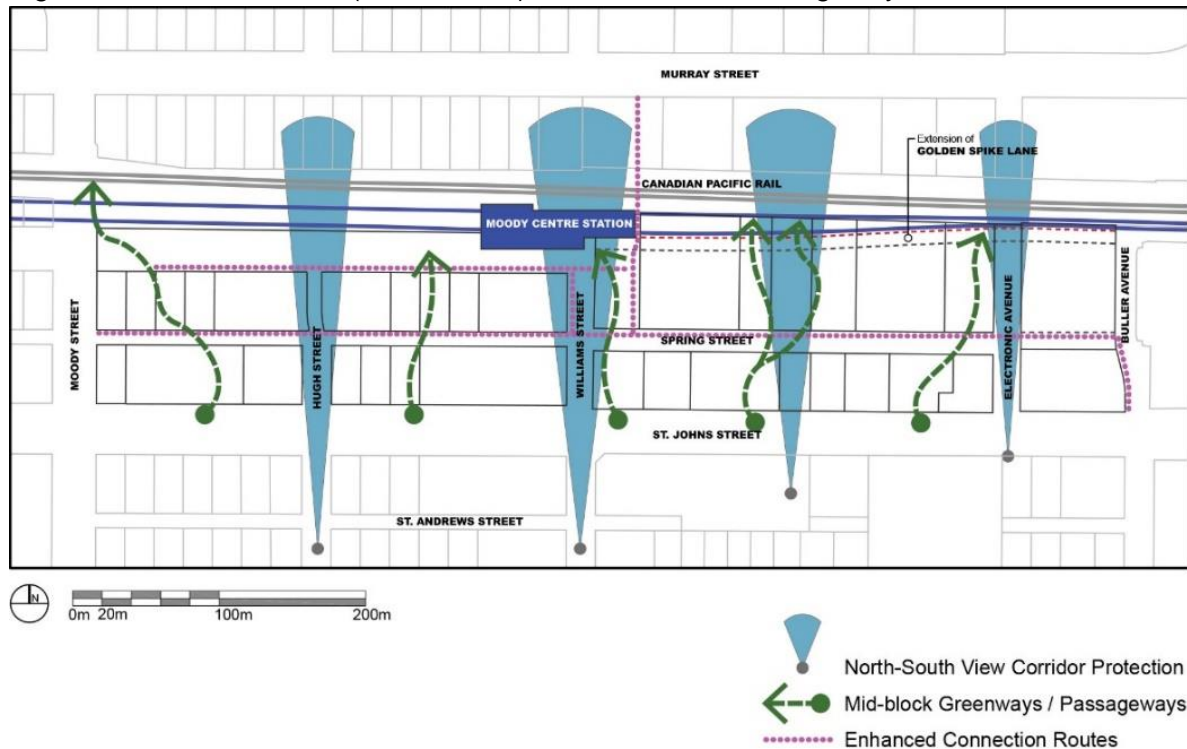 MURRAY STREET
Extension of
GOLDEN SPIKE LANE
CANADIAN PACIFIC RAIL
MOODY CENTRE STATION
MOODY STREET
HUGH STREET
WILLIAMS STREET
SPRING STREET
ELECTRONIC AVENUE
BULLER AVENUE
ST. JOHNS STREET
ST. ANDREWS STREET
N
0m 20m 100m 200m
North-South View Corridor Protection
Mid-block Greenways / Passageways
Enhanced Connection Routes